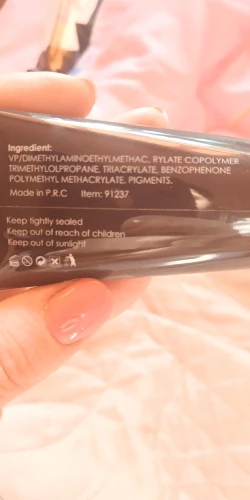 Ingredient:
VP/DIMETHYLAMINOETHYLMETHAC, RYLATE COPOLYMER
TRIMETHYLOLPROPANE, TRIACRYLATE, BENZOPHENONE
POLYMETHYL METHACRYLATE, PIGMENTS.
Made in P.R.C Item: 91237
Keep tightly sealed
Keep out of reach of children
Keep out of sunlight